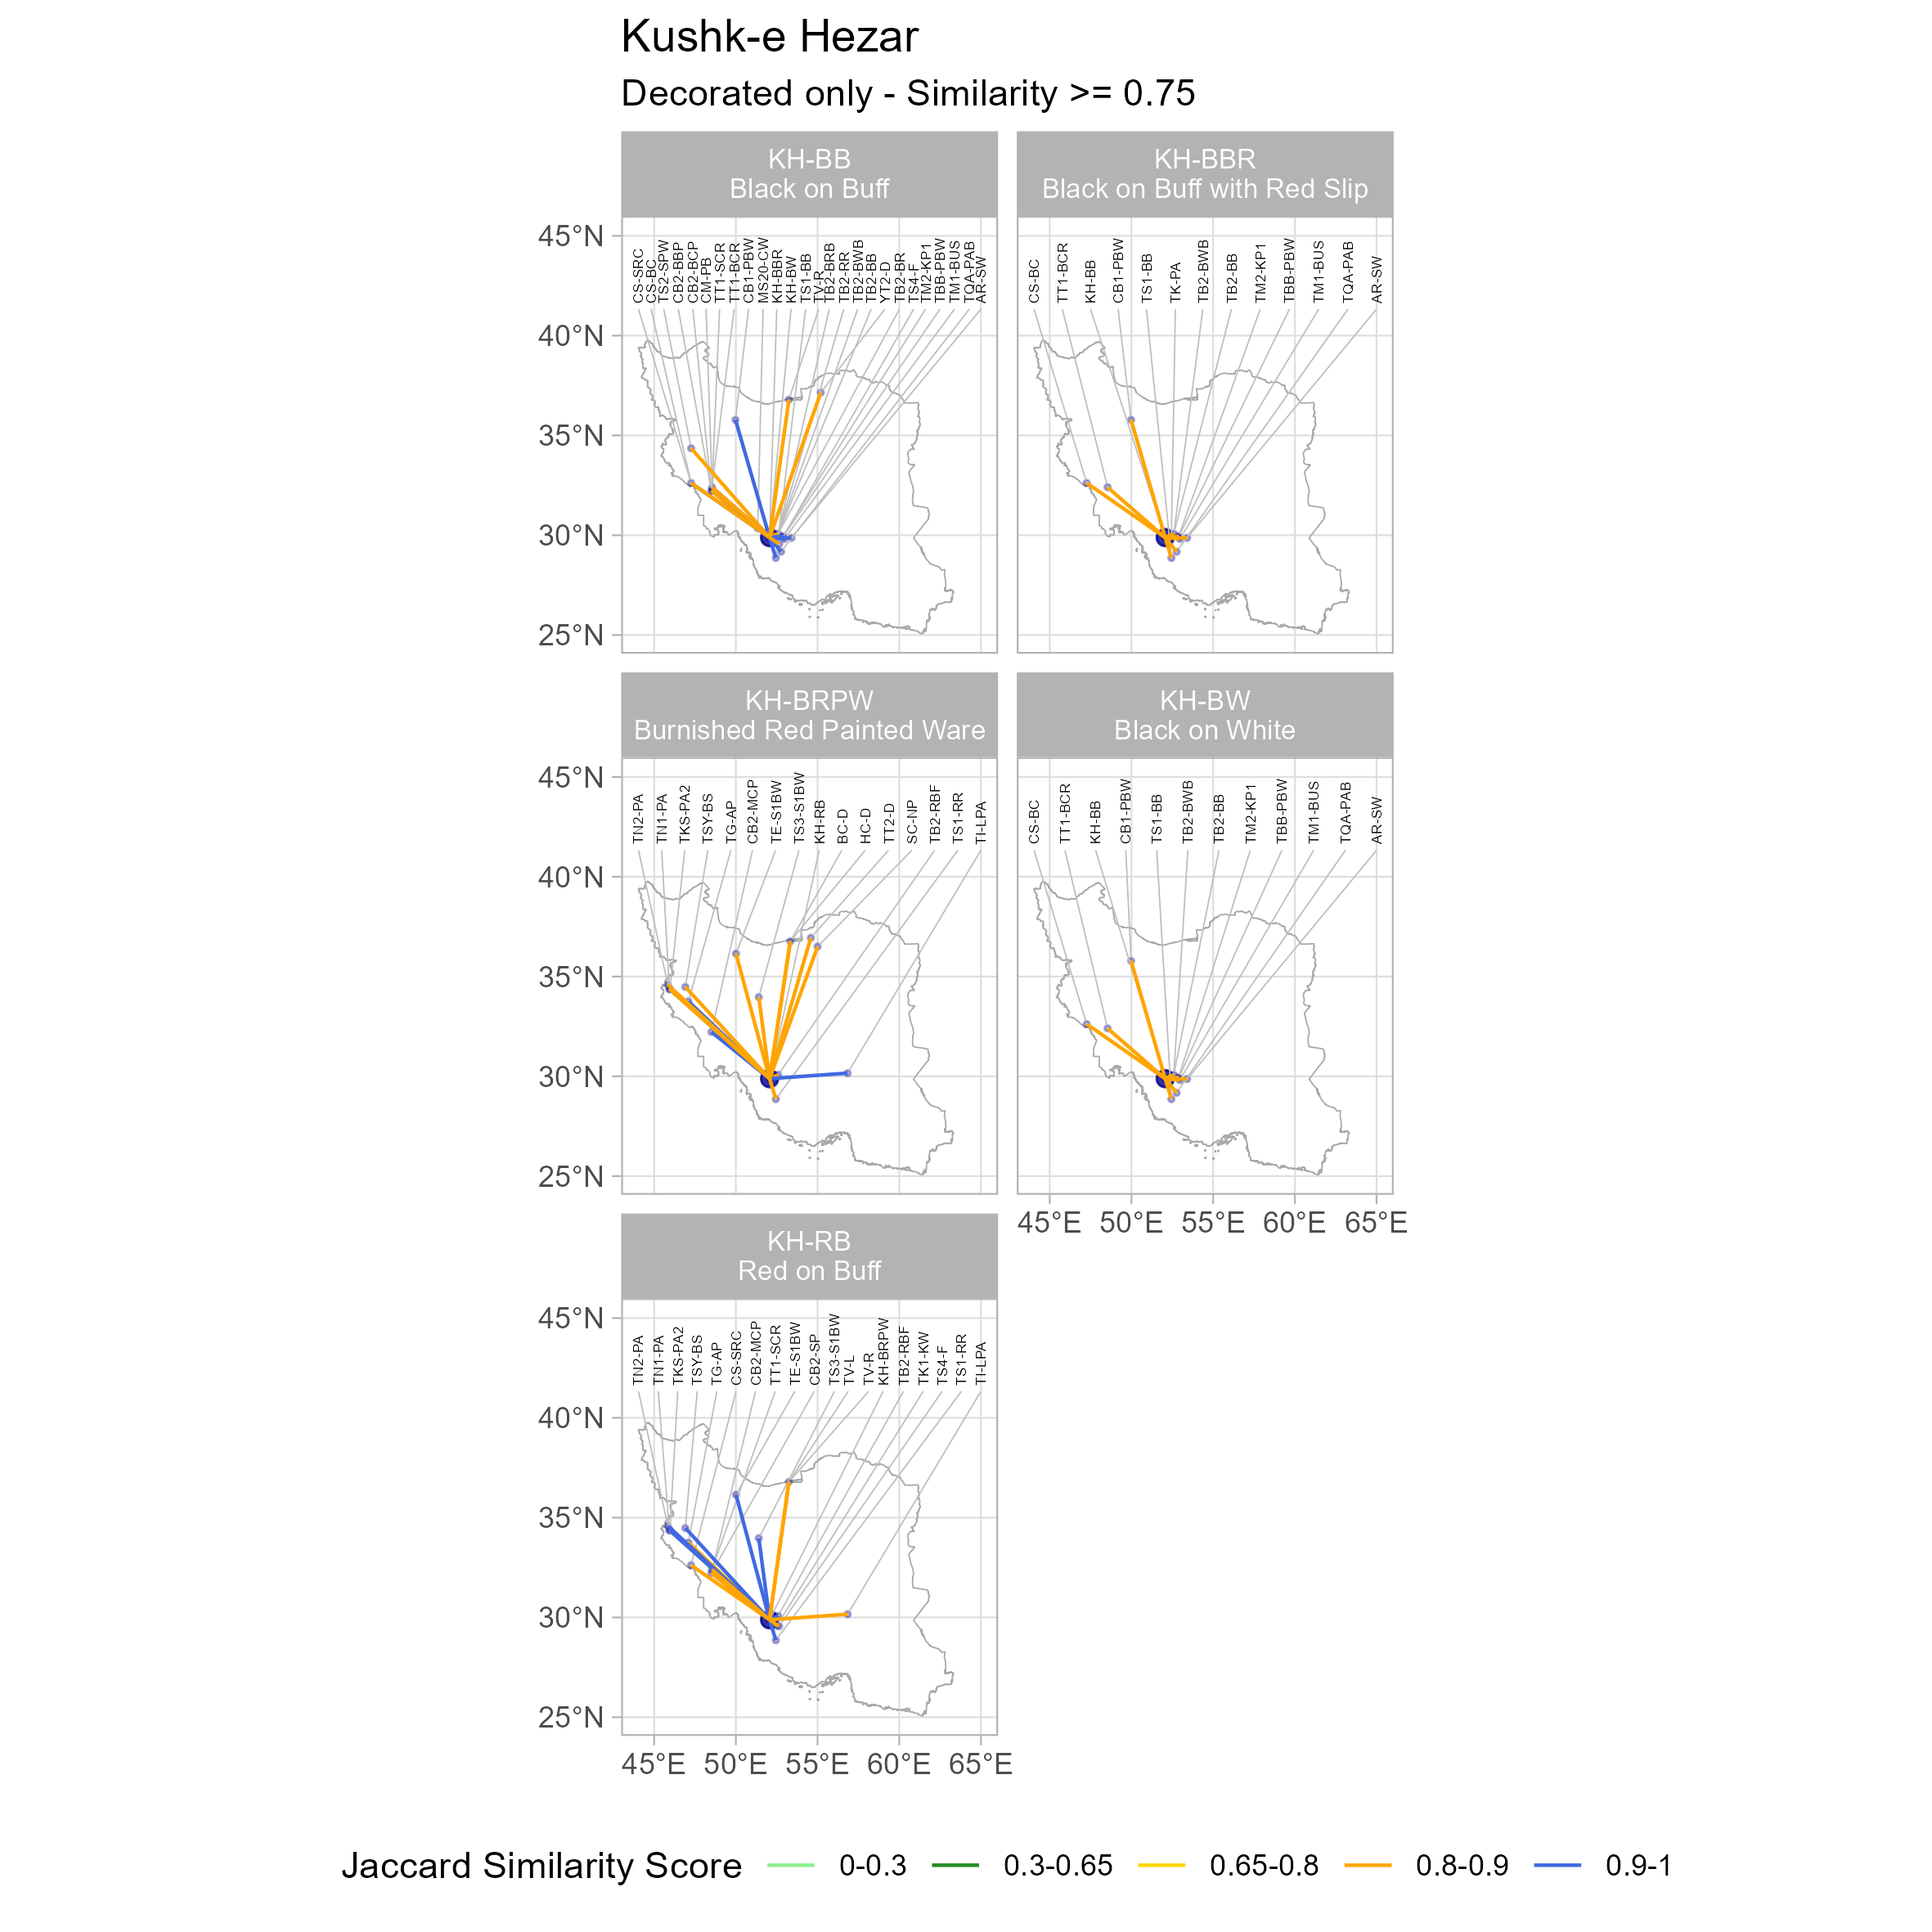 Kushk-e Hezar
Decorated only - Similarity >= 0.75
KH-BB
Black on Buff
KH-BBR
Black on Buff with Red Slip
45°N
40°N
35°N
30°N
25°N
CS-SRC
CS-BC
TS2-SPW
CB2-BBP
CB2-BCP
CM-PB
TT1-SCR
TT1-BCR
CB1-PBW
MS20-CW
KH-BBR
KH-BW
TS1-BB
TV-R
TB2-BRB
TB2-RR
TB2-BWB
TB2-BB
YT2-D
TB2-BR
TS4-F
TM2-KP1
TBB-PBW
TM1-BUS
TQA-PAB
AR-SW
CS-BC
TT1-BCR
KH-BB
CB1-PBW
TS1-BB
TK-PA
TB2-BWB
TB2-BB
TM2-KP1
TBB-PBW
TM1-BUS
TQA-PAB
AR-SW
KH-BRPW
Burnished Red Painted Ware
KH-BW
Black on White
45°N
40°N
35°N
30°N
25°N
TN2-PA
TN1-PA
TKS-PA2
TSY-BS
TG-AP
CB2-MCP
TE-S1BW
TS3-S1BW
KH-RB
BC-D
HC-D
TT2-D
SC-NP
TB2-RBF
TS1-RR
TI-LPA
CS-BC
TT1-BCR
KH-BB
CB1-PBW
TS1-BB
TB2-BWB
TB2-BB
TM2-KP1
TBB-PBW
TM1-BUS
TQA-PAB
AR-SW
45°E 50°E 55°E 60°E 65°E
KH-RB
Red on Buff
45°N
40°N
35°N
30°N
25°N
TN2-PA
TN1-PA
TKS-PA2
TSY-BS
TG-AP
CS-SRC
CB2-MCP
TT1-SCR
TE-S1BW
CB2-SP
TS3-S1BW
TV-L
TV-R
KH-BRPW
TB2-RBF
TK1-KW
TS4-F
TS1-RR
TI-LPA
45°E 50°E 55°E 60°E 65°E
Jaccard Similarity Score 0-0.3 0.3-0.65 0.65-0.8 0.8-0.9 0.9-1